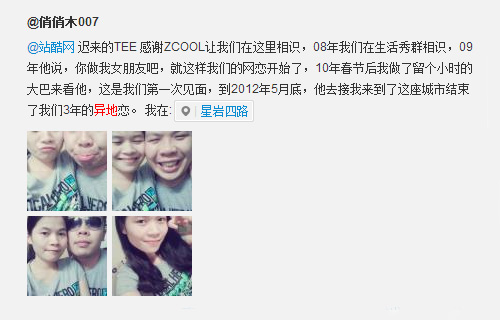 @俏俏木007
@站酷网 迟来的TEE 感谢ZCOOL让我们在这里相识，08年我们在生活秀群相识，09
年他说，你做我女朋友吧，就这样我们的网恋开始了，10年春节后我做了留个小时的
大巴来看他，这是我们第一次见面，到2012年5月底，他去接我来到了这座城市结束
了我们3年的异地恋。 我在: 星岩四路